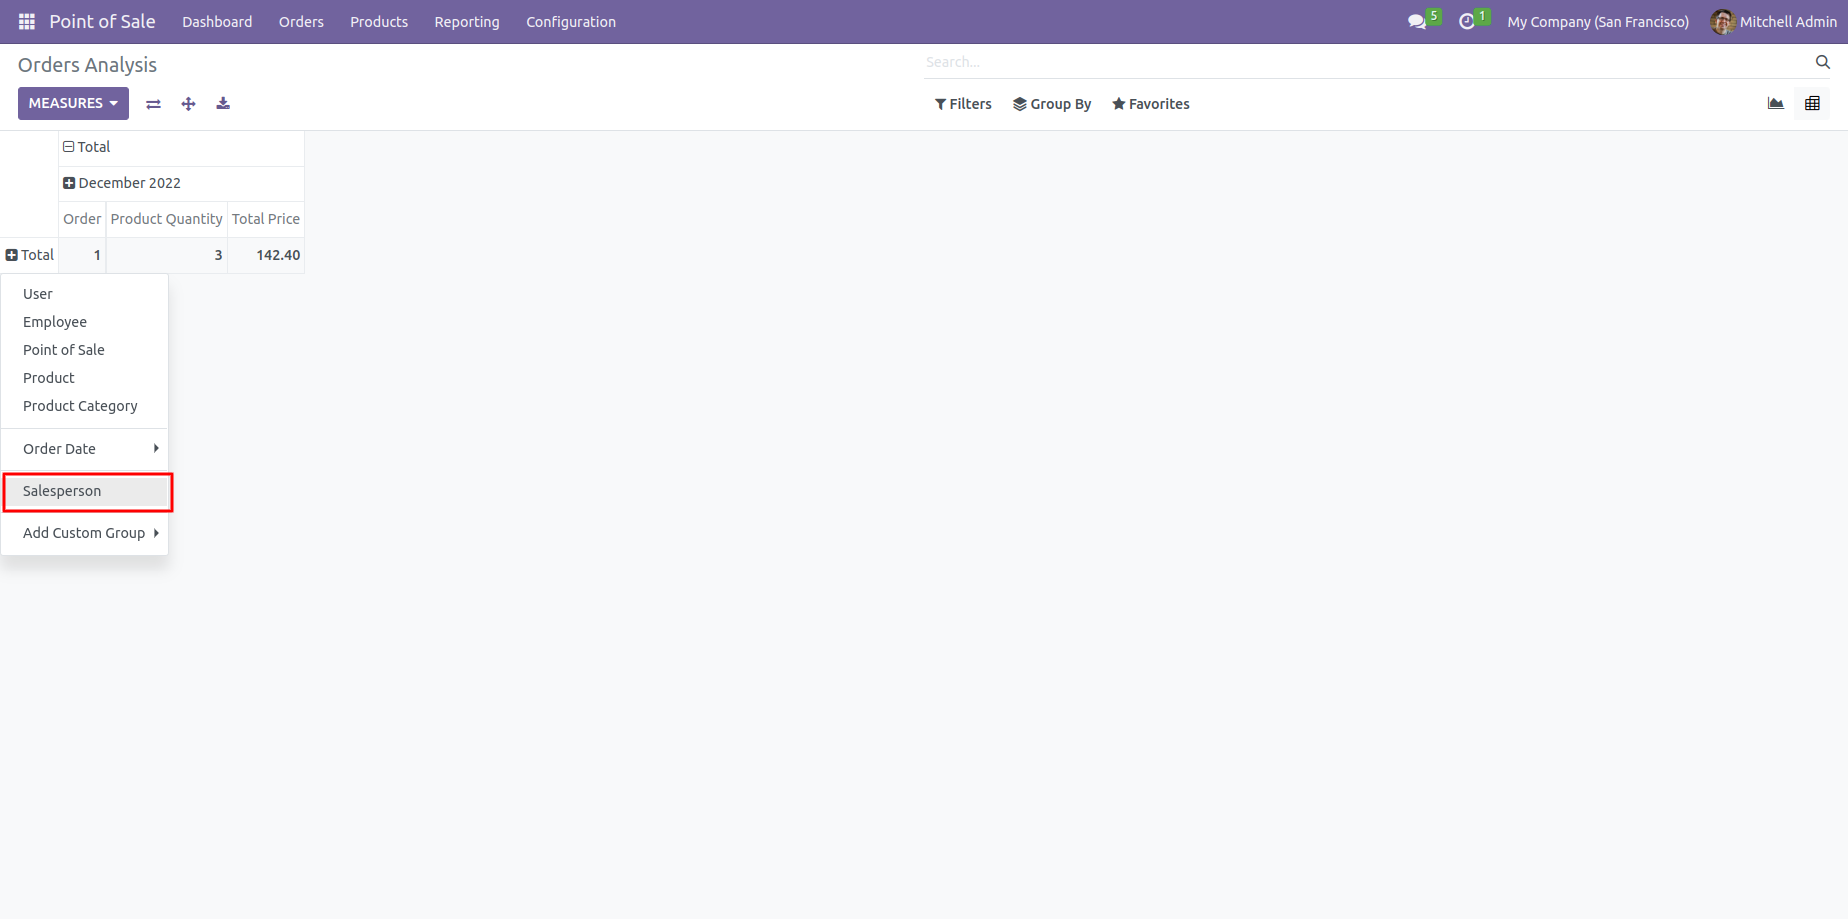 Point of Sale Dashboard Orders Products Reporting Configuration 5 1 My Company (San Francisco) Mitchell Admin
Orders Analysis Search...
MEASURES Filters Group By Favorites
Total
December 2022
Order Product Quantity Total Price
Total 1 3 142.40
User
Employee
Point of Sale
Product
Product Category
Order Date
Salesperson
Add Custom Group